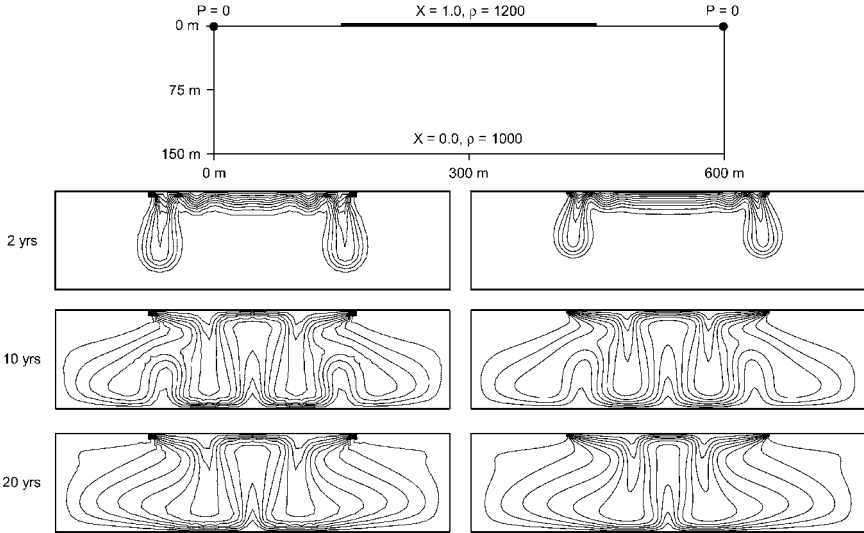 P = 0 X = 1.0, ρ = 1200 P = 0
0 m
75 m
X = 0.0, ρ = 1000
150 m
0 m 300 m 600 m
2 yrs
10 yrs
20 yrs